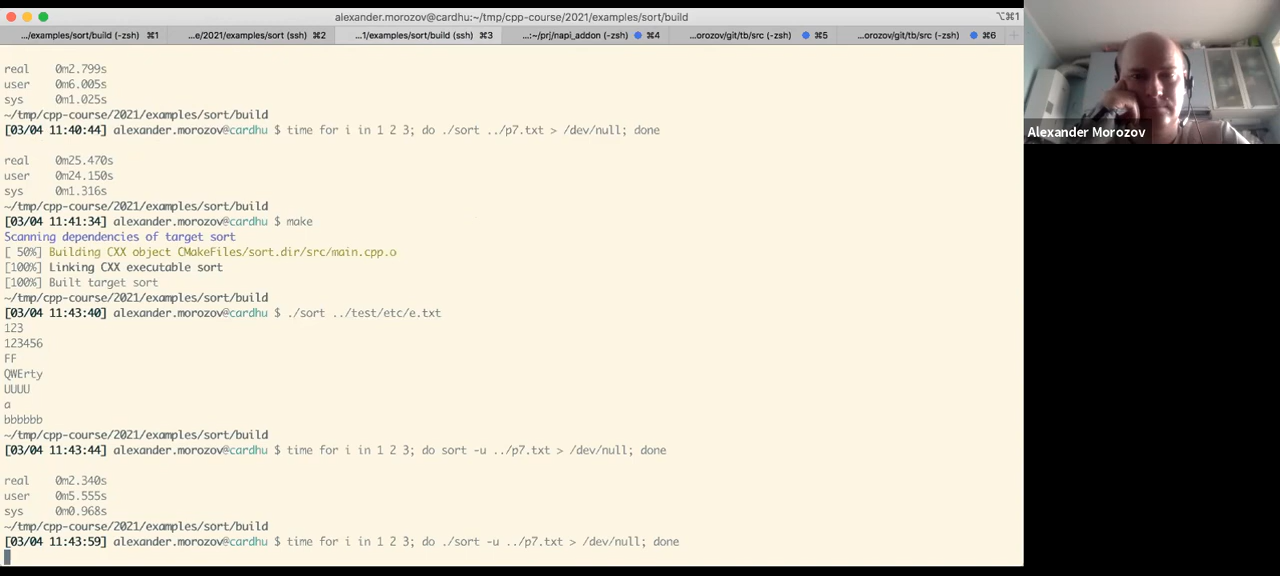 alexander.morozov@cardhu:~/tmp/cpp-course/2021/examples/sort/build
⌥⌘1
.../examples/sort/build (-zsh) ⌘1
...e/2021/examples/sort (ssh) ⌘2
...1/examples/sort/build (ssh) ⌘3
...:~/prj/napi_addon (-zsh) ⌘4
...orozov/git/tb/src (-zsh) ⌘5
...orozov/git/tb/src (-zsh) ⌘6
real 0m2.799s
user 0m6.005s
sys 0m1.025s
~/tmp/cpp-course/2021/examples/sort/build
[03/04 11:40:44] alexander.morozov@cardhu $ time for i in 1 2 3; do ./sort ../p7.txt > /dev/null; done
real 0m25.470s
user 0m24.150s
sys 0m1.316s
~/tmp/cpp-course/2021/examples/sort/build
[03/04 11:41:34] alexander.morozov@cardhu $ make
Scanning dependencies of target sort
[ 50%] Building CXX object CMakeFiles/sort.dir/src/main.cpp.o
[100%] Linking CXX executable sort
[100%] Built target sort
~/tmp/cpp-course/2021/examples/sort/build
[03/04 11:43:40] alexander.morozov@cardhu $ ./sort ../test/etc/e.txt
123
123456
FF
QWErty
UUUU
a
bbbbbb
~/tmp/cpp-course/2021/examples/sort/build
[03/04 11:43:44] alexander.morozov@cardhu $ time for i in 1 2 3; do sort -u ../p7.txt > /dev/null; done
real 0m2.340s
user 0m5.555s
sys 0m0.968s
~/tmp/cpp-course/2021/examples/sort/build
[03/04 11:43:59] alexander.morozov@cardhu $ time for i in 1 2 3; do ./sort -u ../p7.txt > /dev/null; done
Alexander Morozov